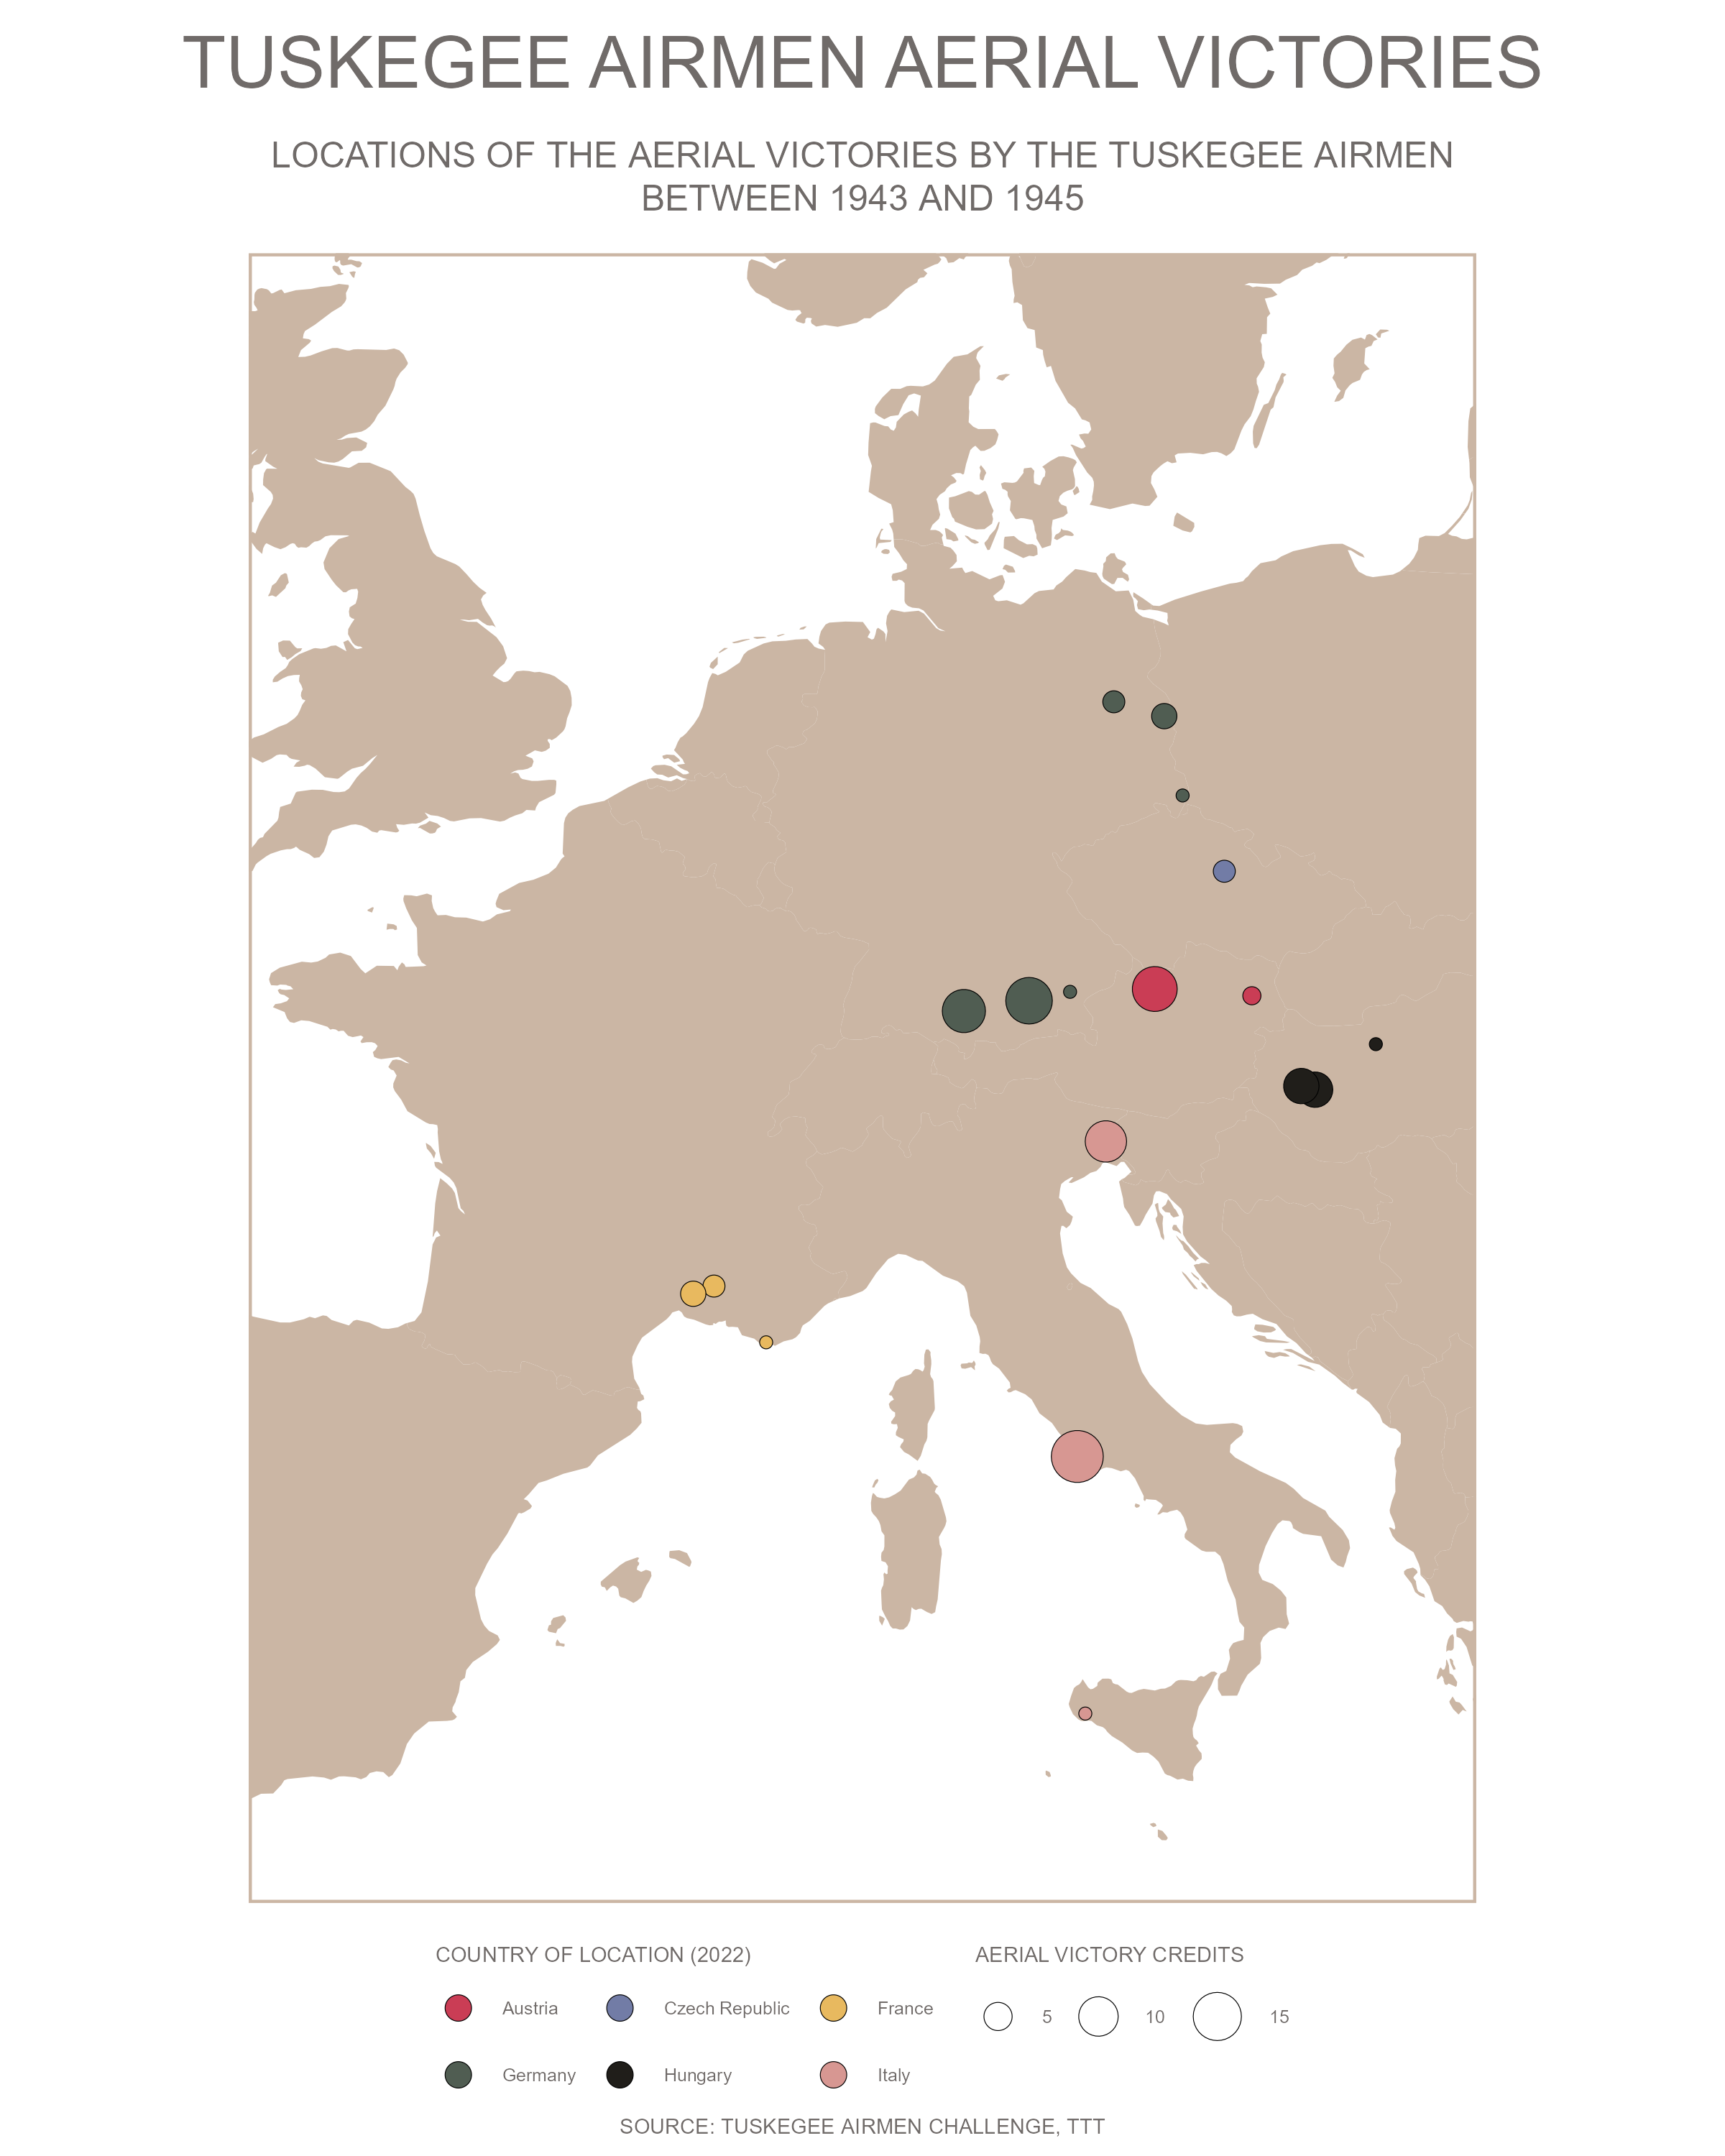 TUSKEGEE AIRMEN AERIAL VICTORIES
LOCATIONS OF THE AERIAL VICTORIES BY THE TUSKEGEE AIRMEN
BETWEEN 1943 AND 1945
COUNTRY OF LOCATION (2022)
Austria
Czech Republic
France
Germany
Hungary
Italy
AERIAL VICTORY CREDITS
5
10
15
SOURCE: TUSKEGEE AIRMEN CHALLENGE, TTT